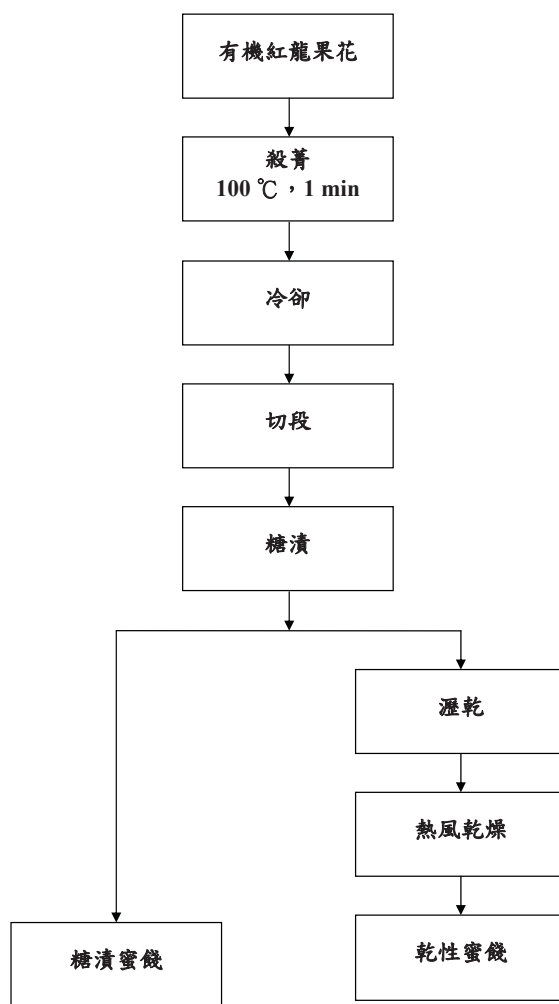 有機紅龍果花
殺菁
100 ℃，1 min
冷卻
切段
糖漬
瀝乾
熱風乾燥
糖漬蜜餞
乾性蜜餞